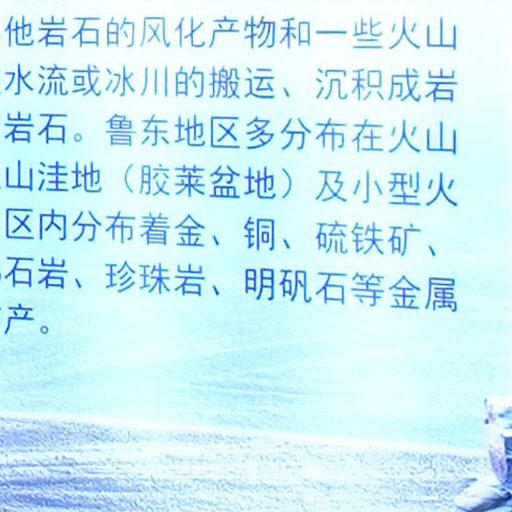 他岩石的风化产物和一些火山
水流或冰川的搬运、沉积成岩
岩石。鲁东地区多分布在火山
山洼地（胶莱盆地）及小型火
区内分布着金、铜、硫铁矿、
石岩、珍珠岩、明矾石等金属
产。